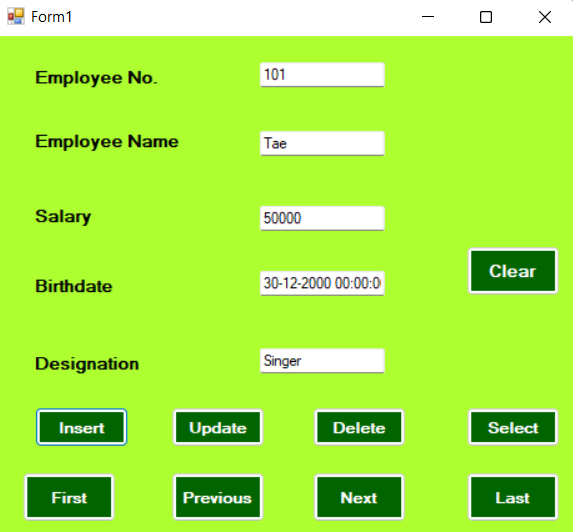 Form1
Employee No. 101
Employee Name Tae
Salary 50000
Clear
Birthdate 30-12-2000 00:00:0
Designation Singer
Insert Update Delete Select
First Previous Next Last